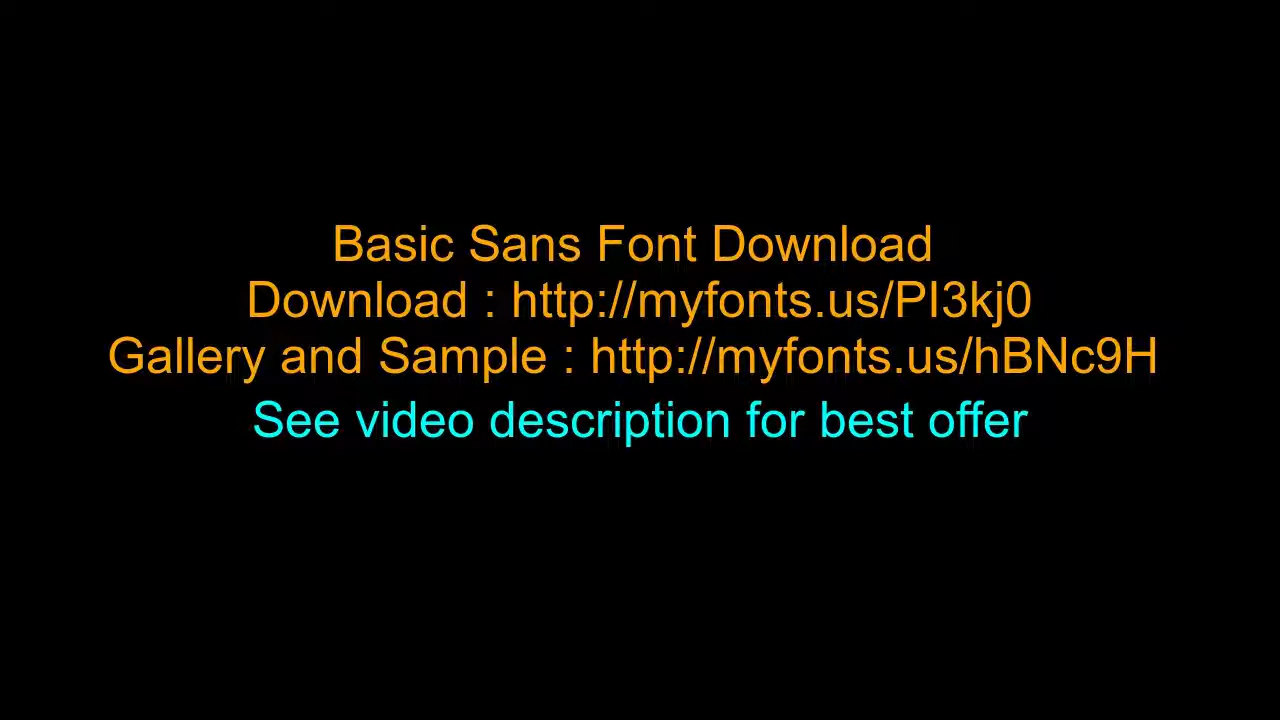 Basic Sans Font Download
Download : http://myfonts.us/PI3kj0
Gallery and Sample : http://myfonts.us/hBNc9H
See video description for best offer